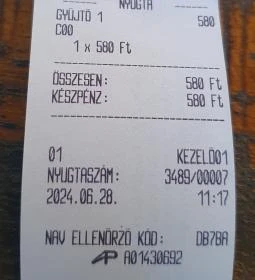 NYUGTA
GYŰJTŐ 1 580
C00
1 x 580 Ft
ÖSSZESEN: 580 Ft
KÉSZPÉNZ: 580 Ft
01 KEZELŐ01
NYUGTASZÁM: 3489/00007
2024.06.28. 11:17
NAV ELLENŐRZŐ KÓD: DB7BA
AP A01430692